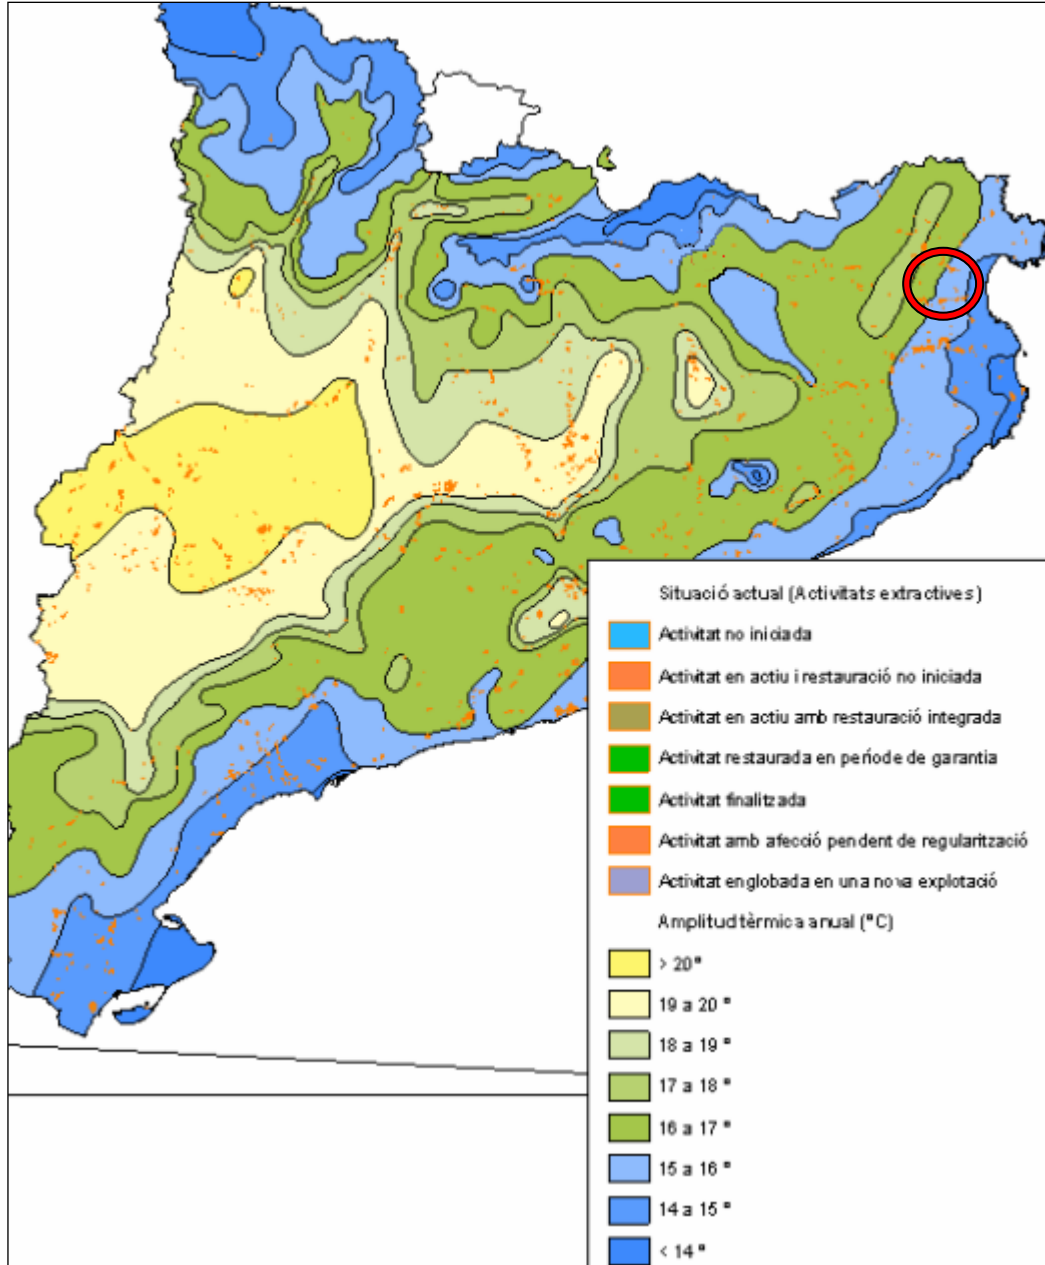 Situació actual (Activitats extractives)
Activitat no iniciada
Activitat en actiu i restauració no iniciada
Activitat en actiu amb restauració integrada
Activitat restaurada en període de garantia
Activitat finalitzada
Activitat amb afecció pendent de regularització
Activitat englobada en una nova explotació
Amplitud tèrmica anual (°C)
> 20°
19 a 20 °
18 a 19 °
17 a 18 °
16 a 17 °
15 a 16 °
14 a 15 °
< 14 °